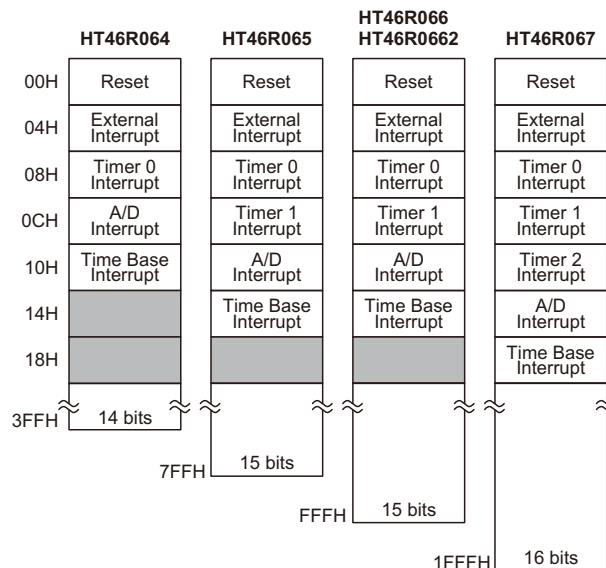 HT46R064
HT46R065
HT46R066
HT46R0662
HT46R067
00H
Reset
Reset
Reset
Reset
04H
External
Interrupt
External
Interrupt
External
Interrupt
External
Interrupt
08H
Timer 0
Interrupt
Timer 0
Interrupt
Timer 0
Interrupt
Timer 0
Interrupt
0CH
A/D
Interrupt
Timer 1
Interrupt
Timer 1
Interrupt
Timer 1
Interrupt
10H
Time Base
Interrupt
A/D
Interrupt
A/D
Interrupt
Timer 2
Interrupt
14H
Time Base
Interrupt
Time Base
Interrupt
A/D
Interrupt
18H
Time Base
Interrupt
3FFH
14 bits
7FFH
15 bits
FFFH
15 bits
1FFFH
16 bits